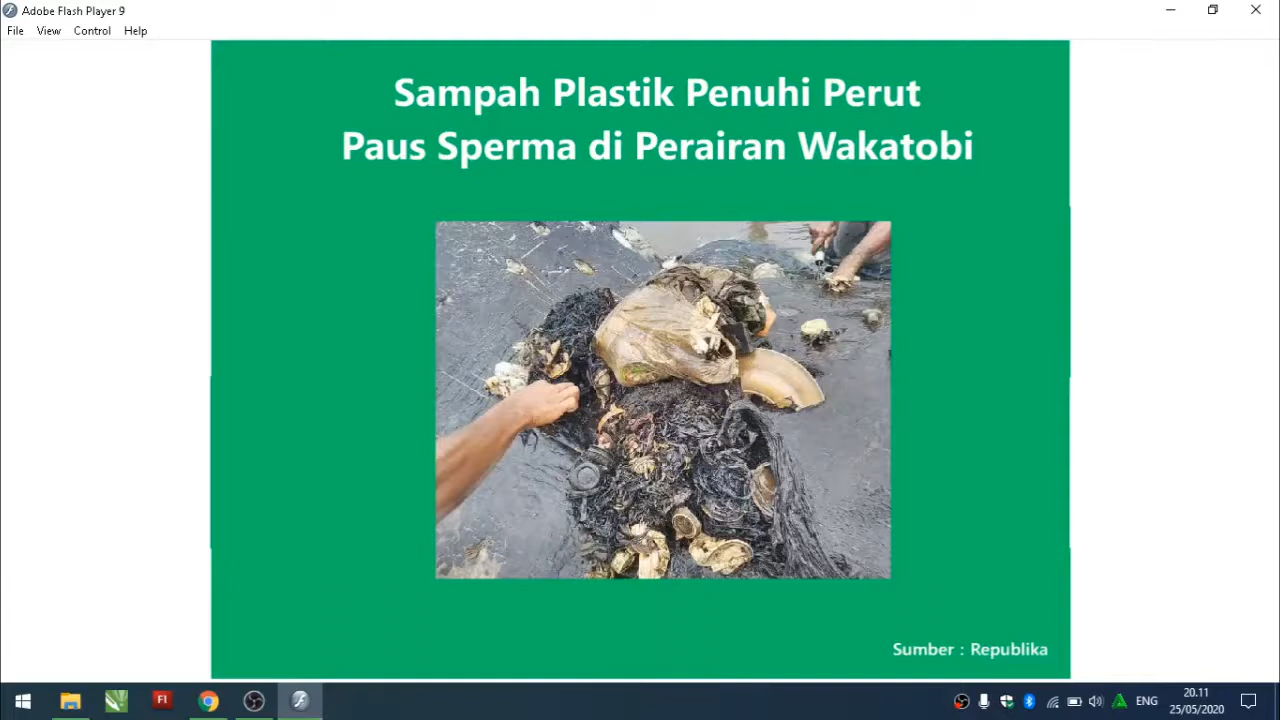 Adobe Flash Player 9
File View Control Help
Sampah Plastik Penuhi Perut
Paus Sperma di Perairan Wakatobi
Sumber : Republika
FI
ENG
20.11
25/05/2020